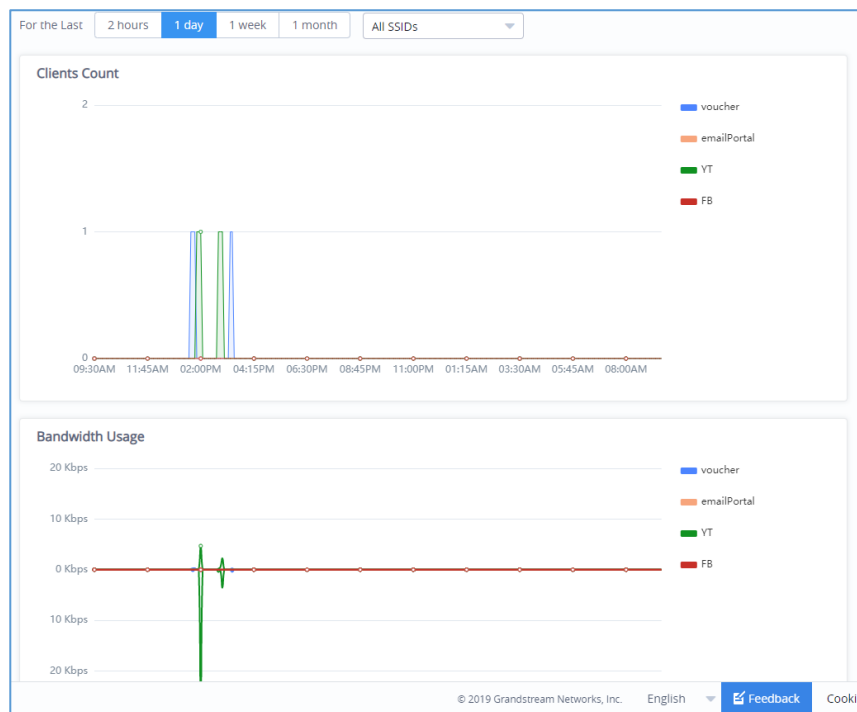 For the Last 2 hours 1 day 1 week 1 month All SSIDs
Clients Count
2
1
0
09:30AM 11:45AM 02:00PM 04:15PM 06:30PM 08:45PM 11:00PM 01:15AM 03:30AM 05:45AM 08:00AM
voucher
emailPortal
YT
FB
Bandwidth Usage
20 Kbps
10 Kbps
0 Kbps
10 Kbps
20 Kbps
voucher
emailPortal
YT
FB
© 2019 Grandstream Networks, Inc. English Feedback Cooki